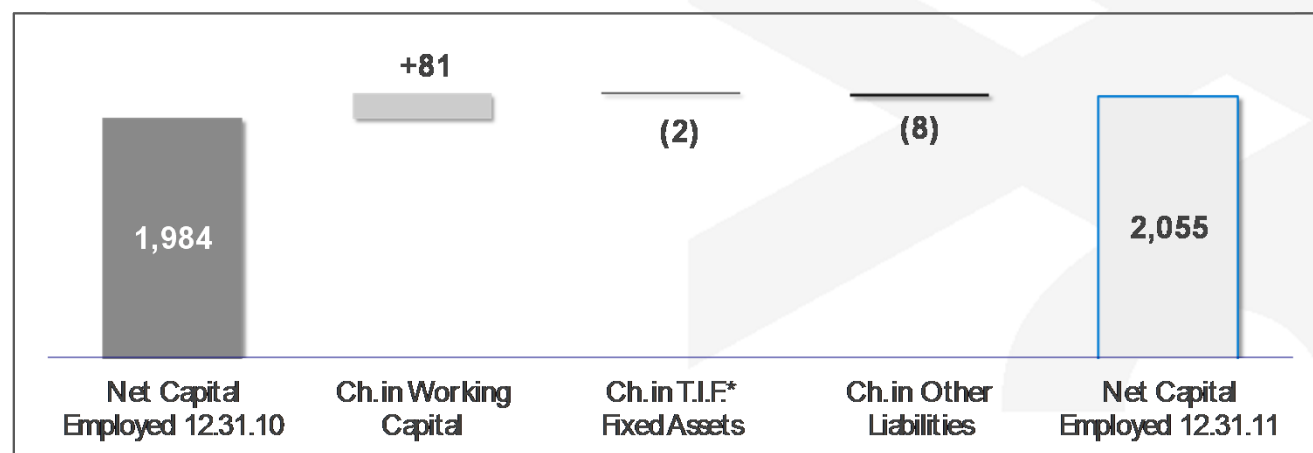 +81
(2)
(8)
1,984
2,055
Net Capital
Employed 12.31.10
Ch. in Working
Capital
Ch. in T.I.F.*
Fixed Assets
Ch. in Other
Liabilities
Net Capital
Employed 12.31.11